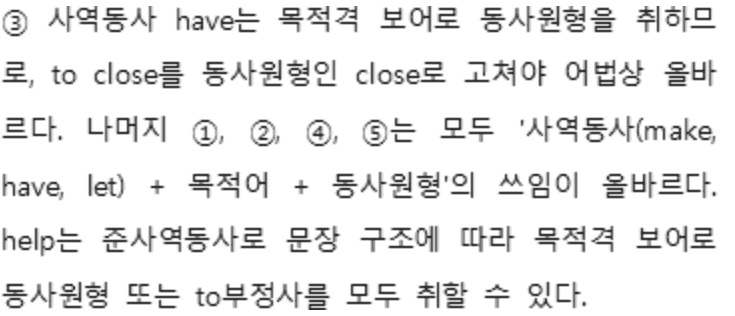 ③ 사역동사 have는 목적격 보어로 동사원형을 취하므
로, to close를 동사원형인 close로 고쳐야 어법상 올바
르다. 나머지 ①, ②, ④, ⑤는 모두 '사역동사(make,
have, let) + 목적어 + 동사원형'의 쓰임이 올바르다.
help는 준사역동사로 문장 구조에 따라 목적격 보어로
동사원형 또는 to부정사를 모두 취할 수 있다.